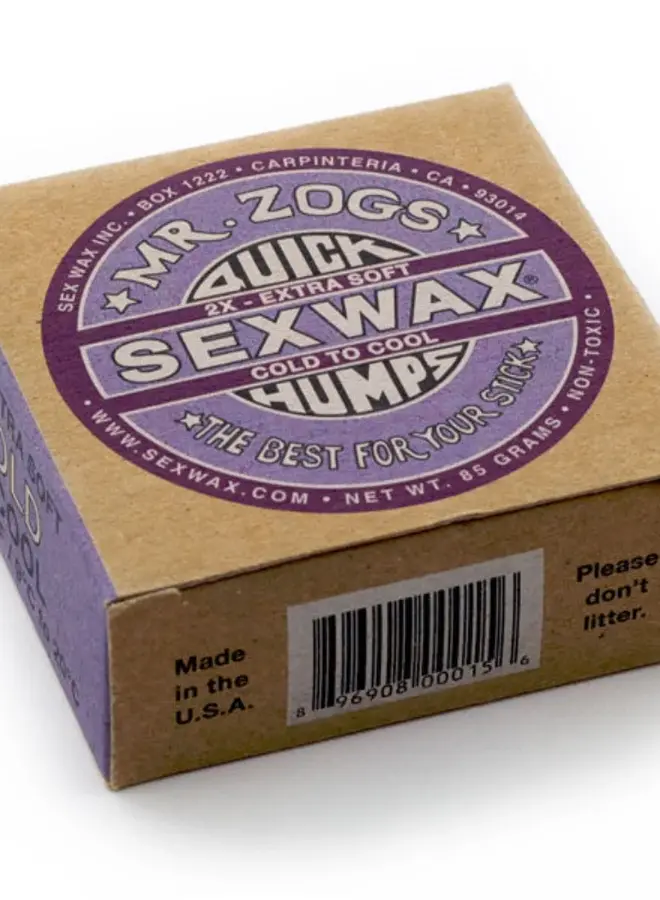 SEX WAX INC. • BOX 1222 • CARPINTERIA • CA • 93014
MR. ZOGS
QUICK
2X - EXTRA SOFT
SEXWAX®
COLD TO COOL
HUMPS
THE BEST FOR YOUR STICK
• WWW.SEXWAX.COM • NET WT. 85 GRAMS • NON-TOXIC •
SOFT
Made
in the
U.S.A.
8 96908 00015 6
Please
don't
litter.